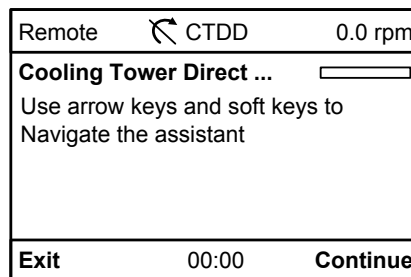 Remote CTDD 0.0 rpm
Cooling Tower Direct ...
Use arrow keys and soft keys to
Navigate the assistant
Exit 00:00 Continue